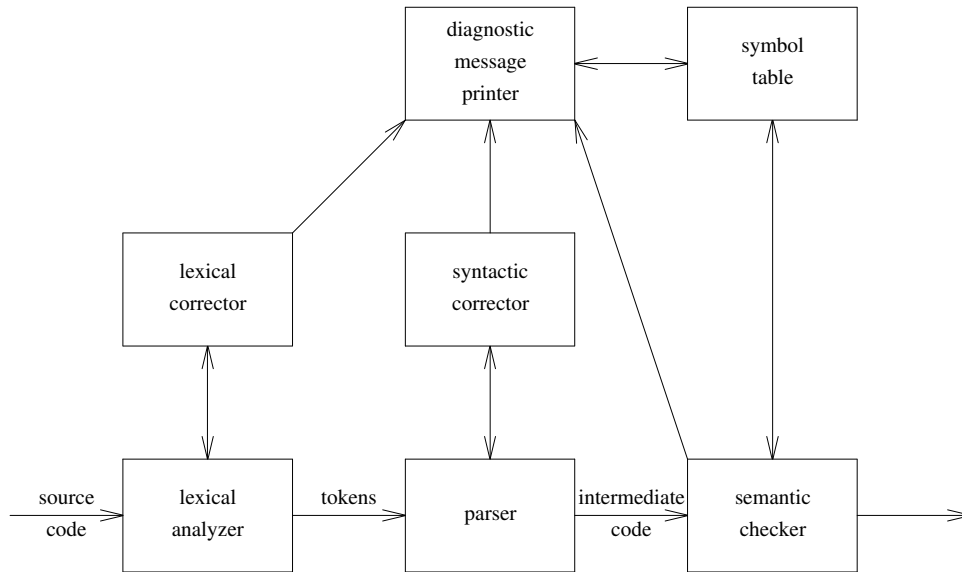 diagnostic
message
printer
symbol
table
lexical
corrector
syntactic
corrector
source
code
lexical
analyzer
tokens
parser
intermediate
code
semantic
checker